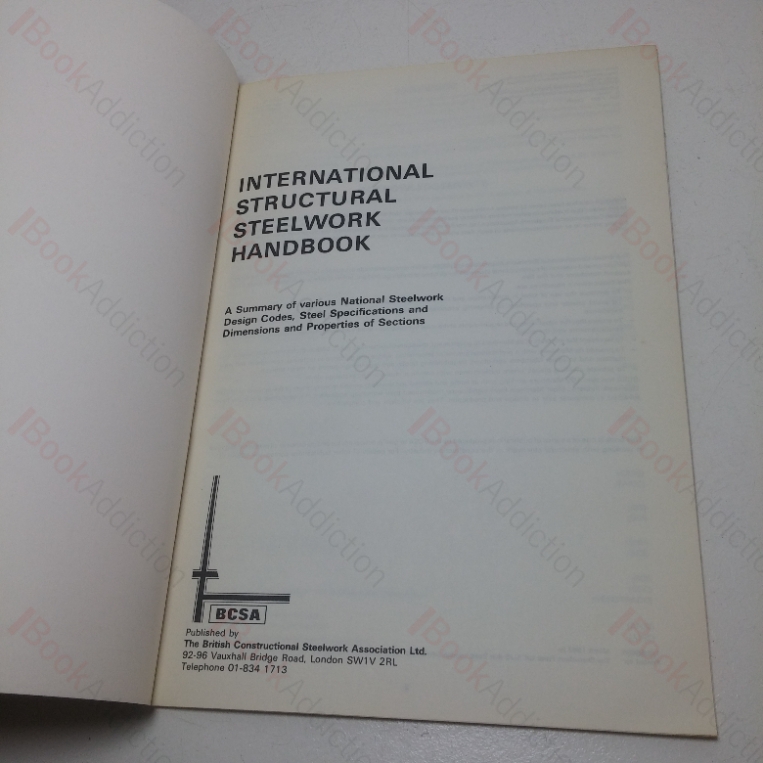 INTERNATIONAL
STRUCTURAL
STEELWORK
HANDBOOK
A Summary of various National Steelwork
Design Codes, Steel Specifications and
Dimensions and Properties of Sections
BCSA
Published by
The British Constructional Steelwork Association Ltd.
92-96 Vauxhall Bridge Road, London SW1V 2RL
Telephone 01-834 1713
BookAddiction